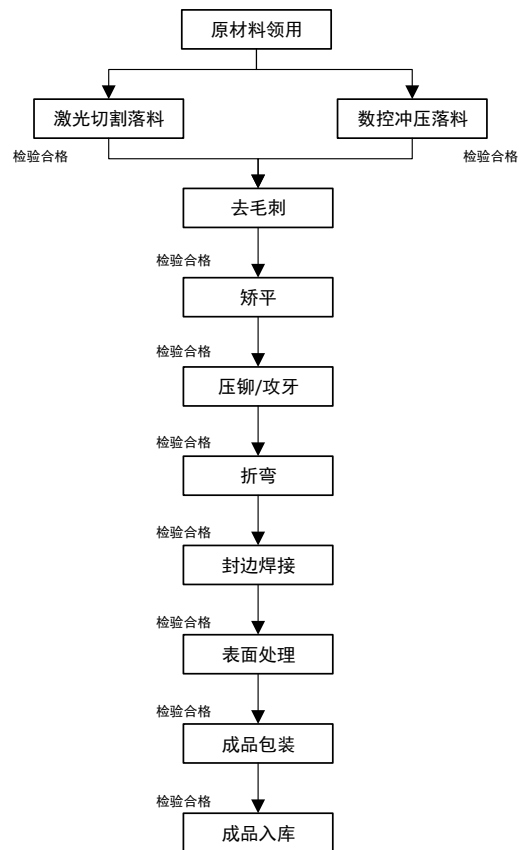 原材料领用
激光切割落料
数控冲压落料
检验合格
检验合格
去毛刺
检验合格
矫平
检验合格
压铆/攻牙
检验合格
折弯
检验合格
封边焊接
检验合格
表面处理
检验合格
成品包装
检验合格
成品入库